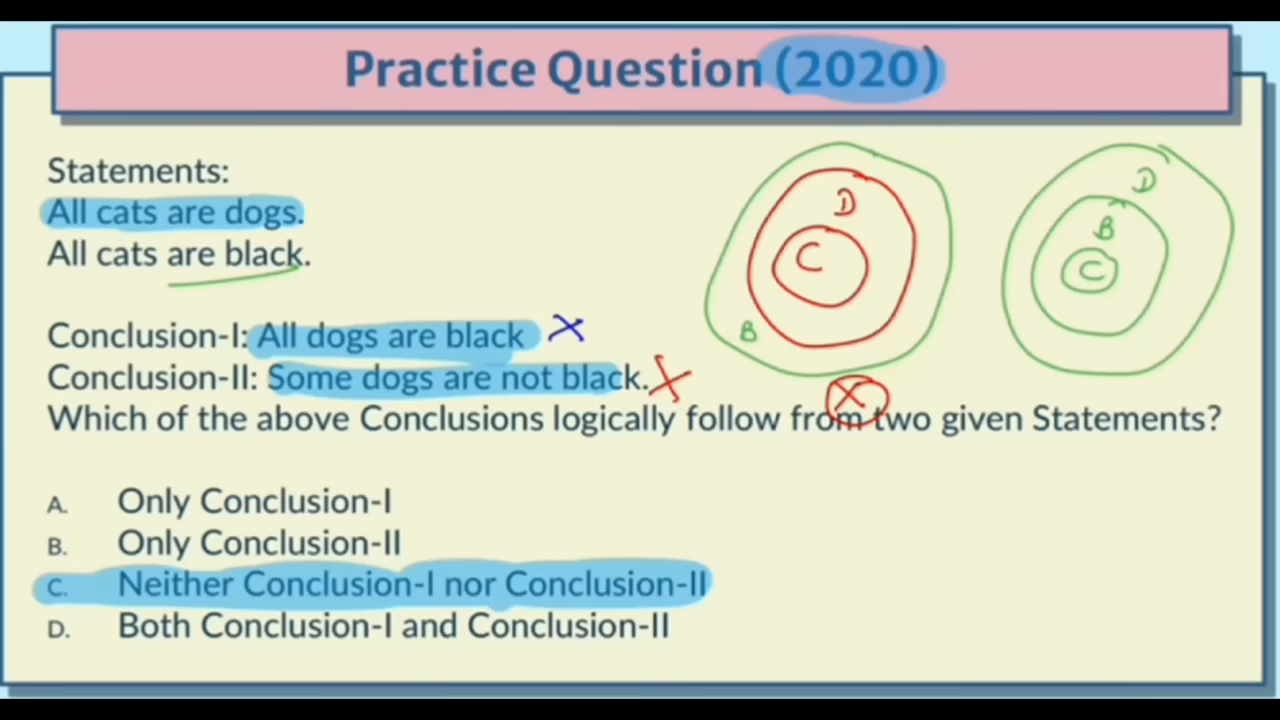 Practice Question (2020)
Statements:
All cats are dogs.
All cats are black.
Conclusion-I: All dogs are black
Conclusion-II: Some dogs are not black.
Which of the above Conclusions logically follow from two given Statements?
A. Only Conclusion-I
B. Only Conclusion-II
C. Neither Conclusion-I nor Conclusion-II
D. Both Conclusion-I and Conclusion-II
D
C
B
D
B
C